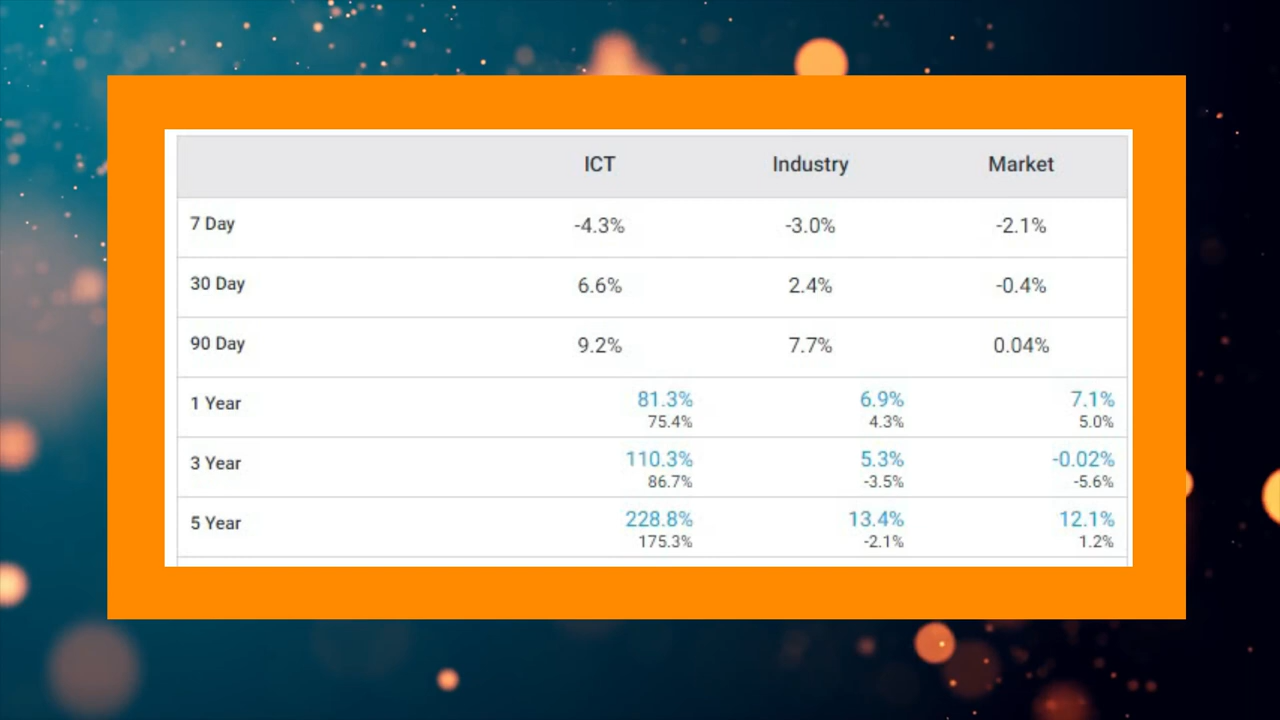 ICT Industry Market
7 Day -4.3% -3.0% -2.1%
30 Day 6.6% 2.4% -0.4%
90 Day 9.2% 7.7% 0.04%
1 Year 81.3% 6.9% 7.1%
75.4% 4.3% 5.0%
3 Year 110.3% 5.3% -0.02%
86.7% -3.5% -5.6%
5 Year 228.8% 13.4% 12.1%
175.3% -2.1% 1.2%